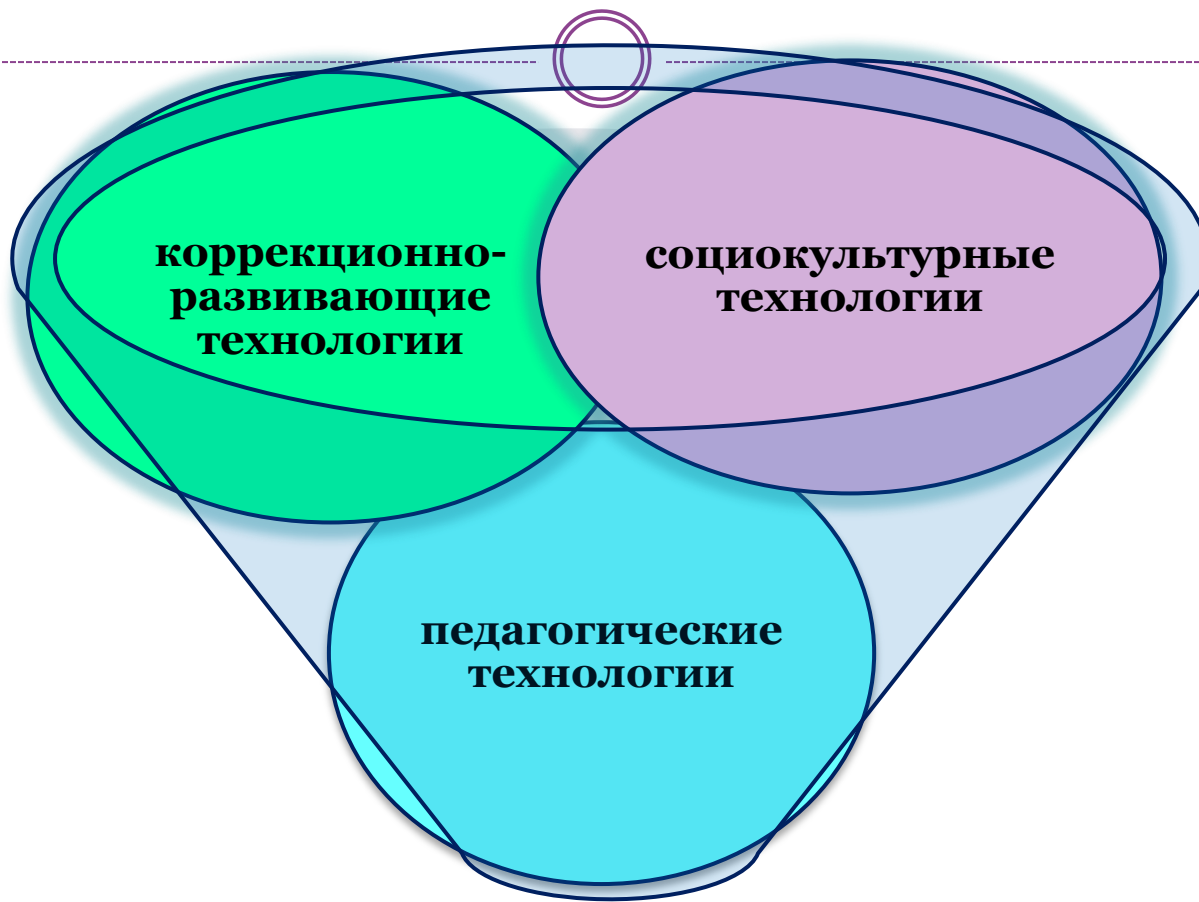 коррекционно-
развивающие
технологии
социокультурные
технологии
педагогические
технологии